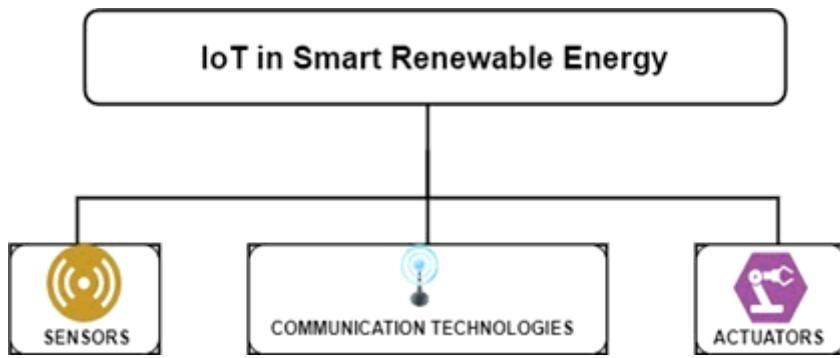 IoT in Smart Renewable Energy
SENSORS
COMMUNICATION TECHNOLOGIES
ACTUATORS